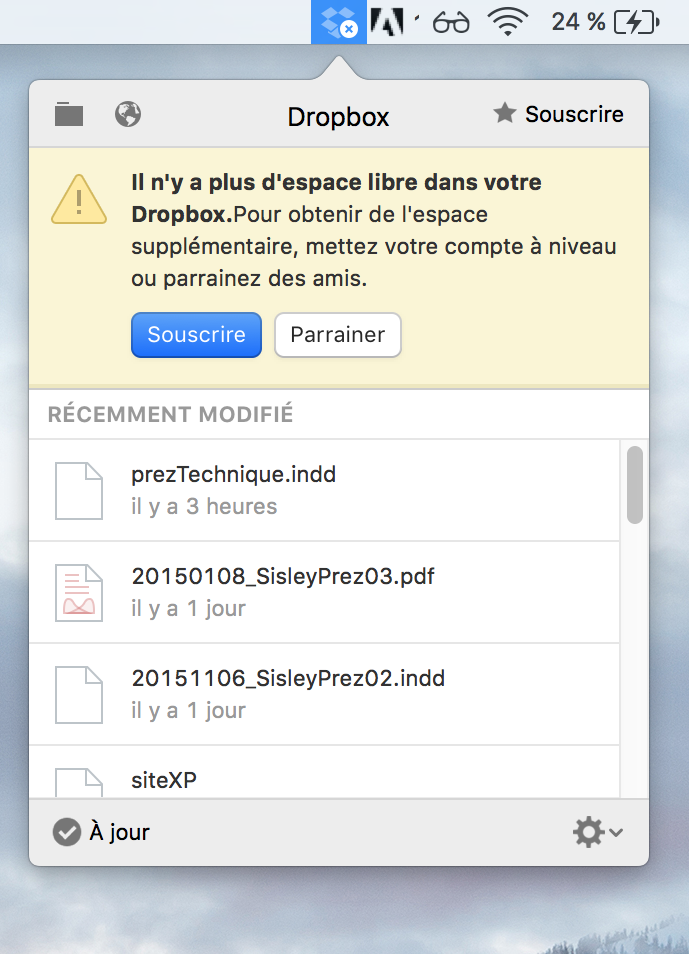 24 %
Dropbox
Souscrire
Il n'y a plus d'espace libre dans votre
Dropbox.Pour obtenir de l'espace
supplémentaire, mettez votre compte à niveau
ou parrainez des amis.
Souscrire
Parrainer
RÉCEMMENT MODIFIÉ
prezTechnique.indd
il y a 3 heures
20150108_SisleyPrez03.pdf
il y a 1 jour
20151106_SisleyPrez02.indd
il y a 1 jour
siteXP
À jour